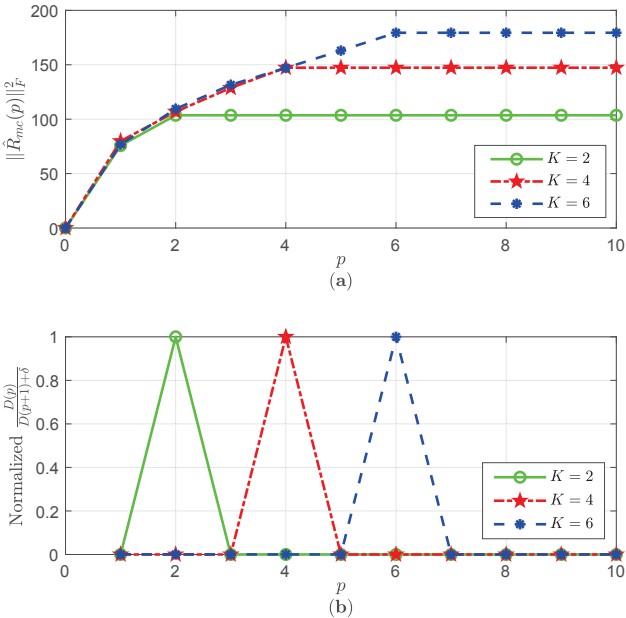 200
150
100
50
0
||R̂_mc(p)||²_F
0 2 4 6 8 10
p
(a)
K = 2
K = 4
K = 6
1
0.8
0.6
0.4
0.2
0
Normalized D(p)/D(p+1)+δ
0 2 4 6 8 10
p
(b)
K = 2
K = 4
K = 6